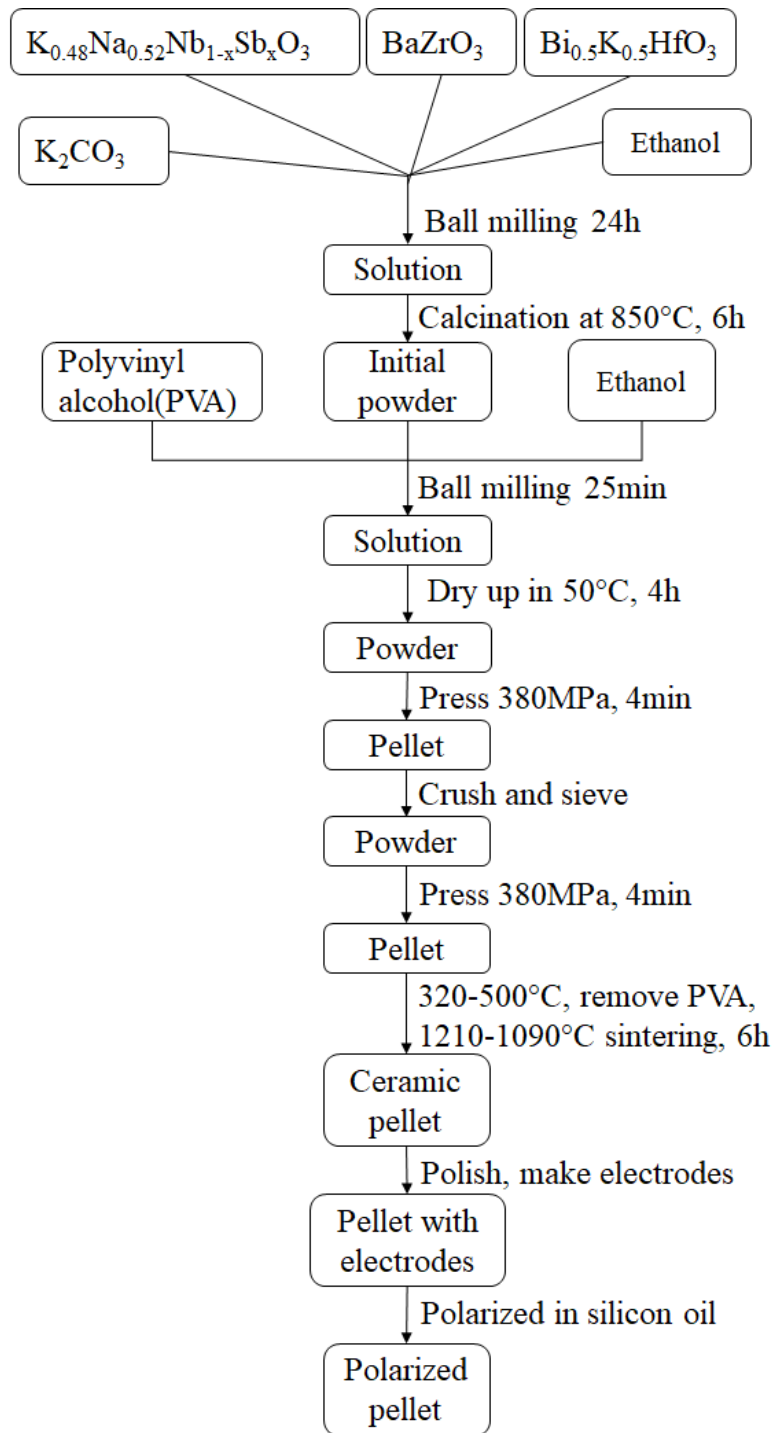 K₀.₄₈Na₀.₅₂Nb₁₋ₓSbₓO₃
BaZrO₃
Bi₀.₅K₀.₅HfO₃
K₂CO₃
Ethanol
Ball milling 24h
Solution
Calcination at 850°C, 6h
Polyvinyl
alcohol(PVA)
Initial
powder
Ethanol
Ball milling 25min
Solution
Dry up in 50°C, 4h
Powder
Press 380MPa, 4min
Pellet
Crush and sieve
Powder
Press 380MPa, 4min
Pellet
320-500°C, remove PVA,
1210-1090°C sintering, 6h
Ceramic
pellet
Polish, make electrodes
Pellet with
electrodes
Polarized in silicon oil
Polarized
pellet